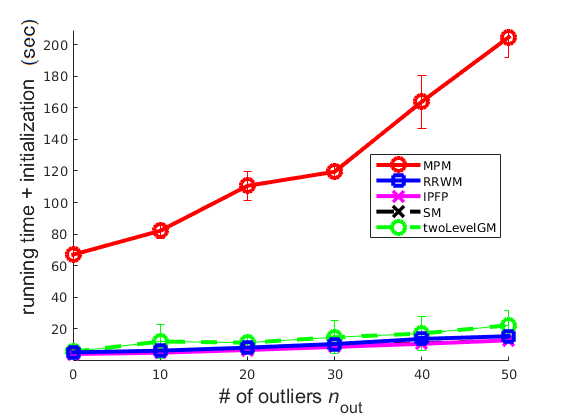 running time + initialization (sec)
200
180
160
140
120
100
80
60
40
20
MPM
RRWM
IPFP
SM
twoLevelGM
0 10 20 30 40 50
# of outliers n_out